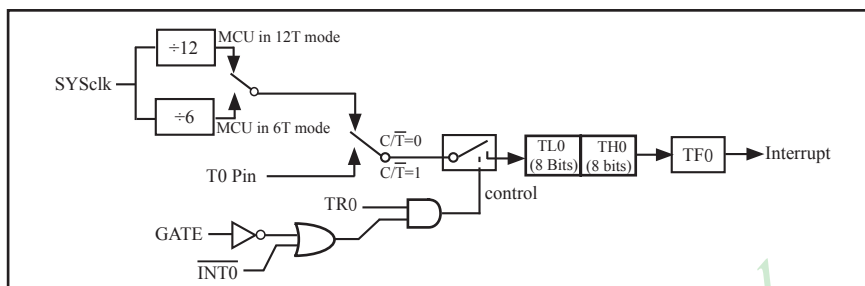 MCU in 12T mode
÷12
SYSclk
÷6
MCU in 6T mode
C/T̅=0
C/T̅=1
T0 Pin
TL0
(8 Bits)
TH0
(8 bits)
TF0
Interrupt
control
TR0
GATE
I̅N̅T̅0̅